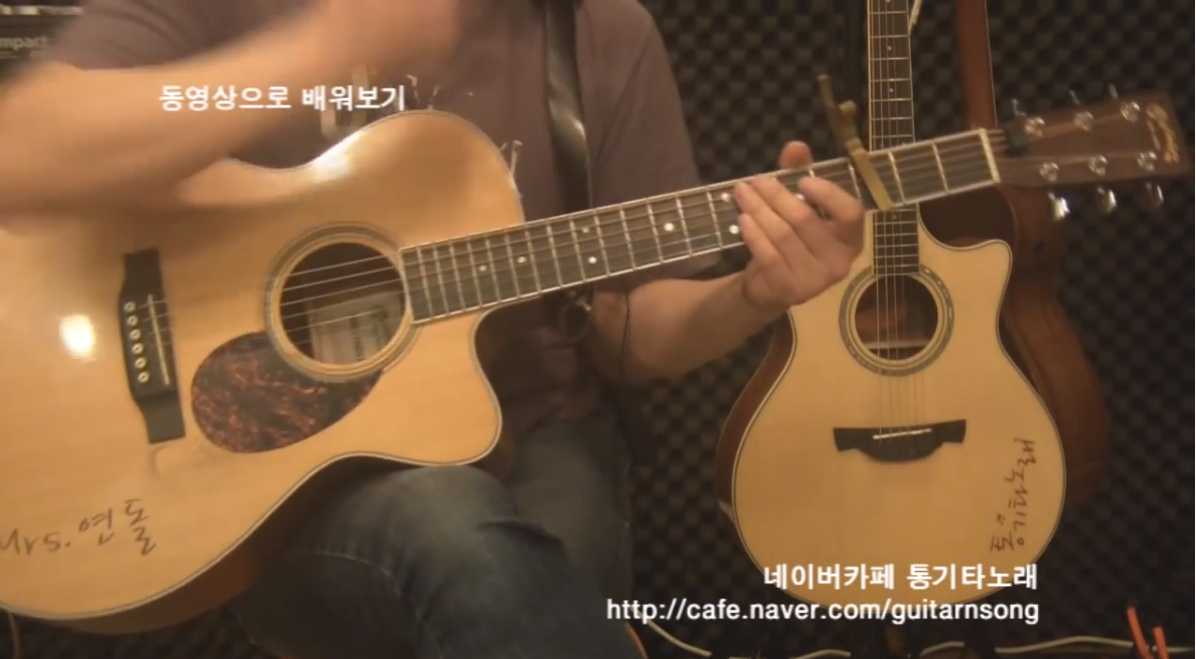 mpact
동영상으로 배워보기
Mrs. 연돌
통기타노래
네이버카페 통기타노래
http://cafe.naver.com/guitarnsong